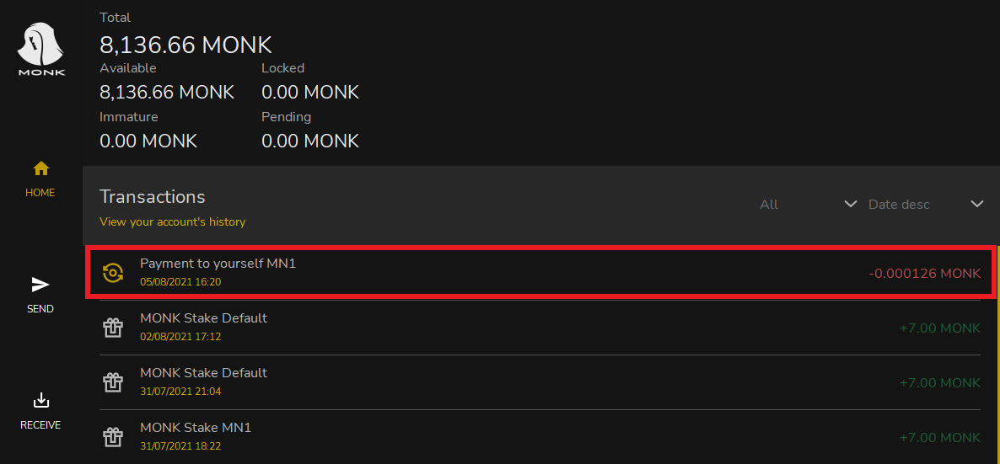 MONK
HOME
SEND
RECEIVE
Total
8,136.66 MONK
Available Locked
8,136.66 MONK 0.00 MONK
Immature Pending
0.00 MONK 0.00 MONK
Transactions
View your account's history
All Date desc
Payment to yourself MN1
05/08/2021 16:20
-0.000126 MONK
MONK Stake Default
02/08/2021 17:12
+7.00 MONK
MONK Stake Default
31/07/2021 21:04
+7.00 MONK
MONK Stake MN1
31/07/2021 18:22
+7.00 MONK